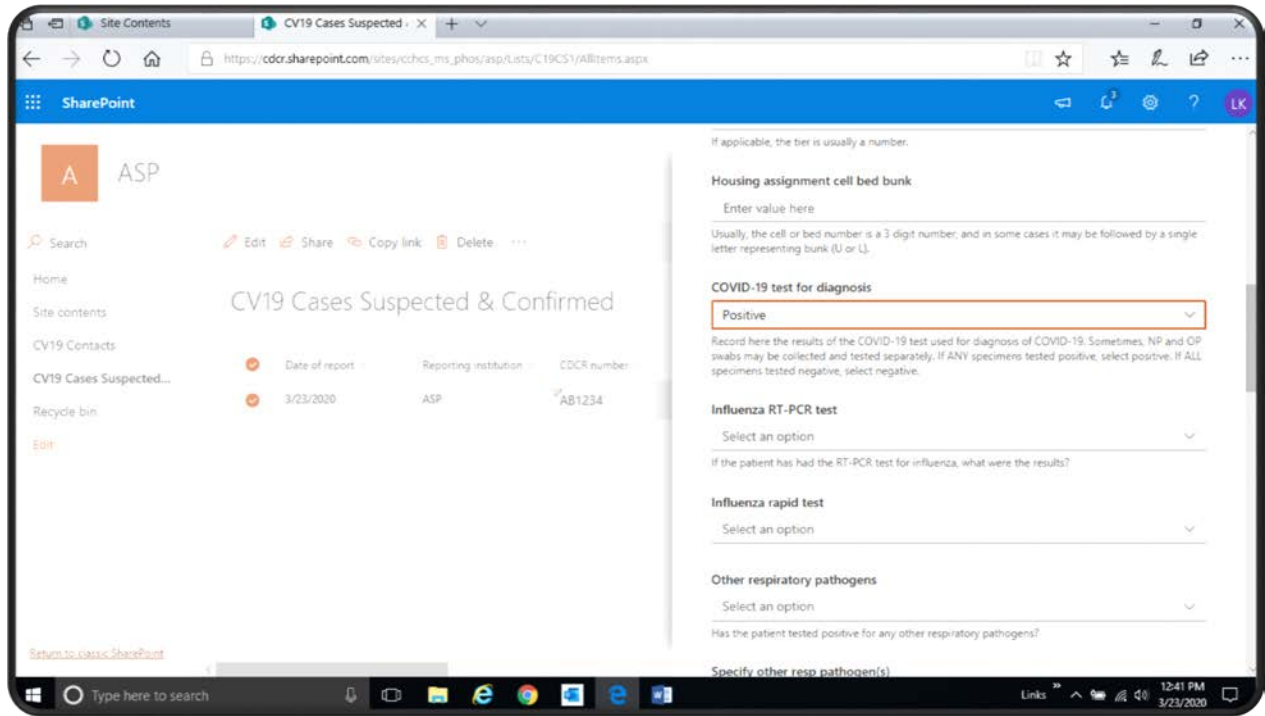 Site Contents
CV19 Cases Suspected
https://cdcr.sharepoint.com/sites/cchcs_ms_phos/asp/Lists/C19CS1/AllItems.aspx
SharePoint
3
LK
A
ASP
Search
Home
Site contents
CV19 Contacts
CV19 Cases Suspected...
Recycle bin
Edit
Return to classic SharePoint
Edit Share Copy link Delete ...
CV19 Cases Suspected & Confirmed
Date of report Reporting institution CDCR number
3/23/2020 ASP AB1234
If applicable, the tier is usually a number.
Housing assignment cell bed bunk
Enter value here
Usually, the cell or bed number is a 3 digit number, and in some cases it may be followed by a single
letter representing bunk (U or L).
COVID-19 test for diagnosis
Positive
Record here the results of the COVID-19 test used for diagnosis of COVID-19. Sometimes, NP and OP
swabs may be collected and tested separately. If ANY specimens tested positive, select positive. If ALL
specimens tested negative, select negative.
Influenza RT-PCR test
Select an option
If the patient has had the RT-PCR test for influenza, what were the results?
Influenza rapid test
Select an option
Other respiratory pathogens
Select an option
Has the patient tested positive for any other respiratory pathogens?
Specify other resp pathogen(s)
Type here to search
Links
12:41 PM
3/23/2020